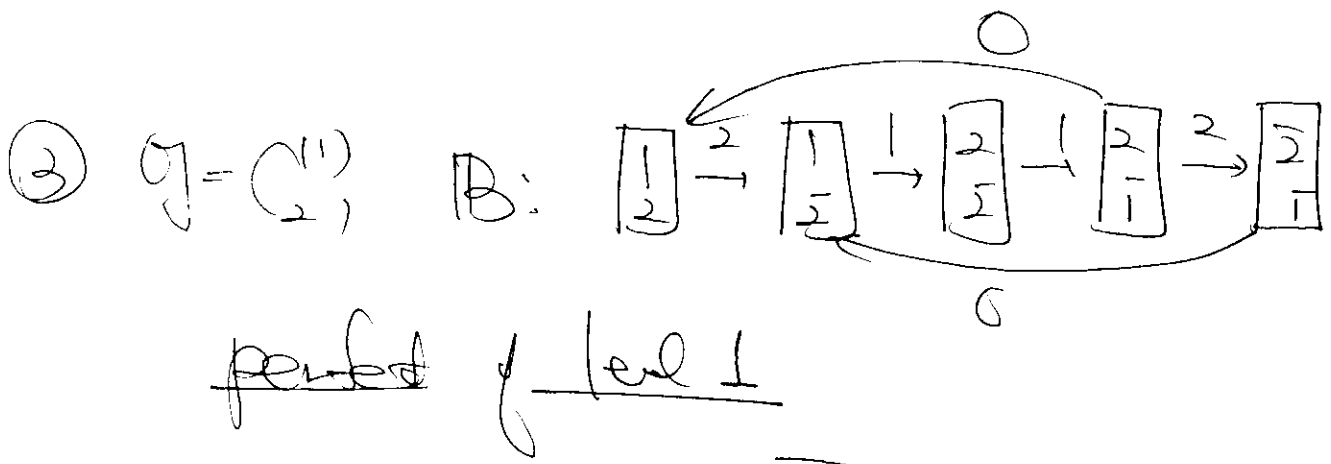 0
③ 𝔤 = C₂⁽¹⁾, B: 1 2 →² 1 2̄ →¹ 2 2̄ →¹ 2 1̄ →² 2̄ 1̄
0
perfect of level 1